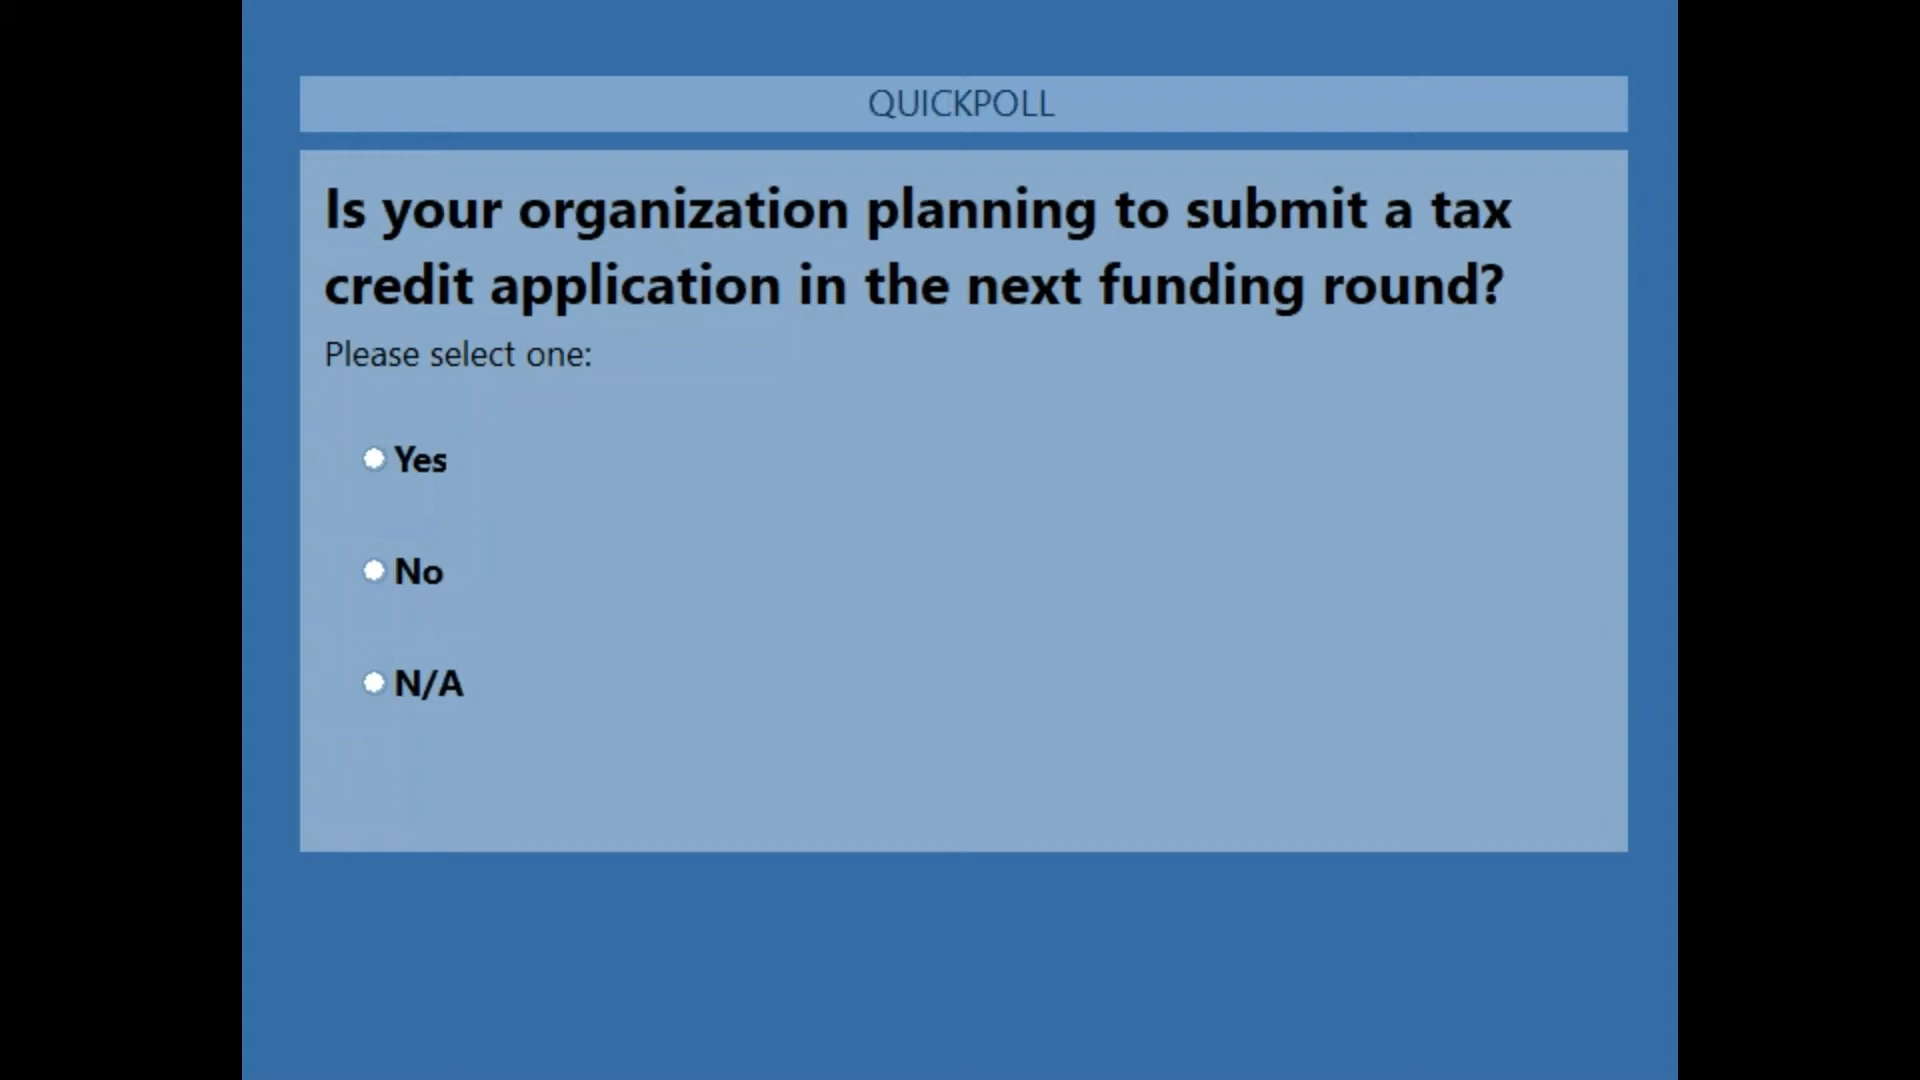 QUICKPOLL
Is your organization planning to submit a tax
credit application in the next funding round?
Please select one:
Yes
No
N/A